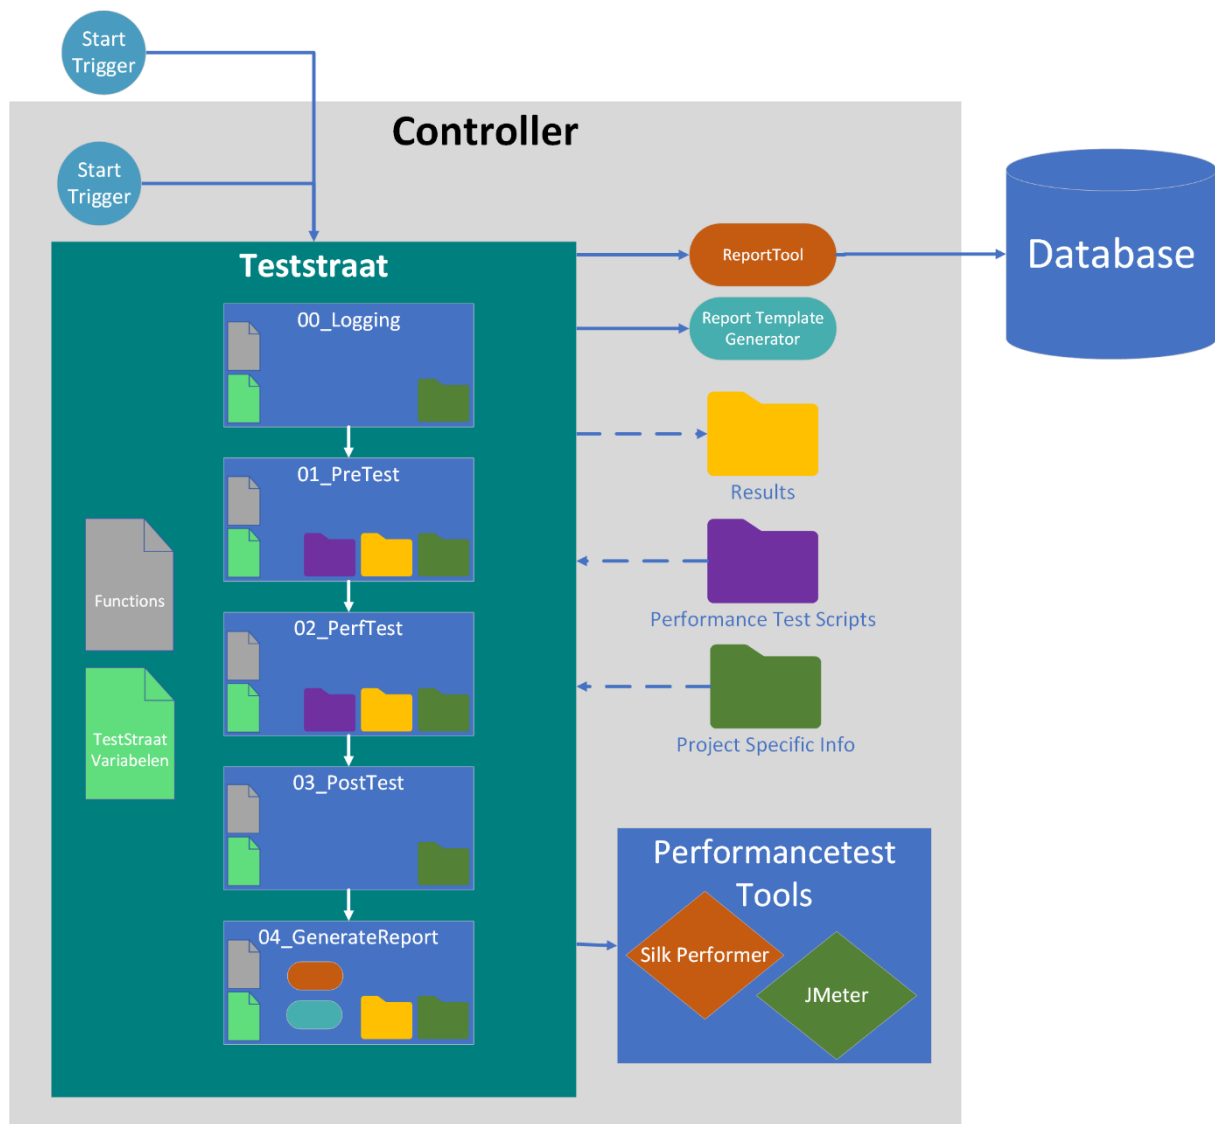 Start
Trigger
Controller
Start
Trigger
Teststraat
00_Logging
01_PreTest
Functions
02_PerfTest
TestStraat
Variabelen
03_PostTest
04_GenerateReport
ReportTool
Report Template
Generator
Results
Performance Test Scripts
Project Specific Info
Performancetest
Tools
Silk Performer
JMeter
Database